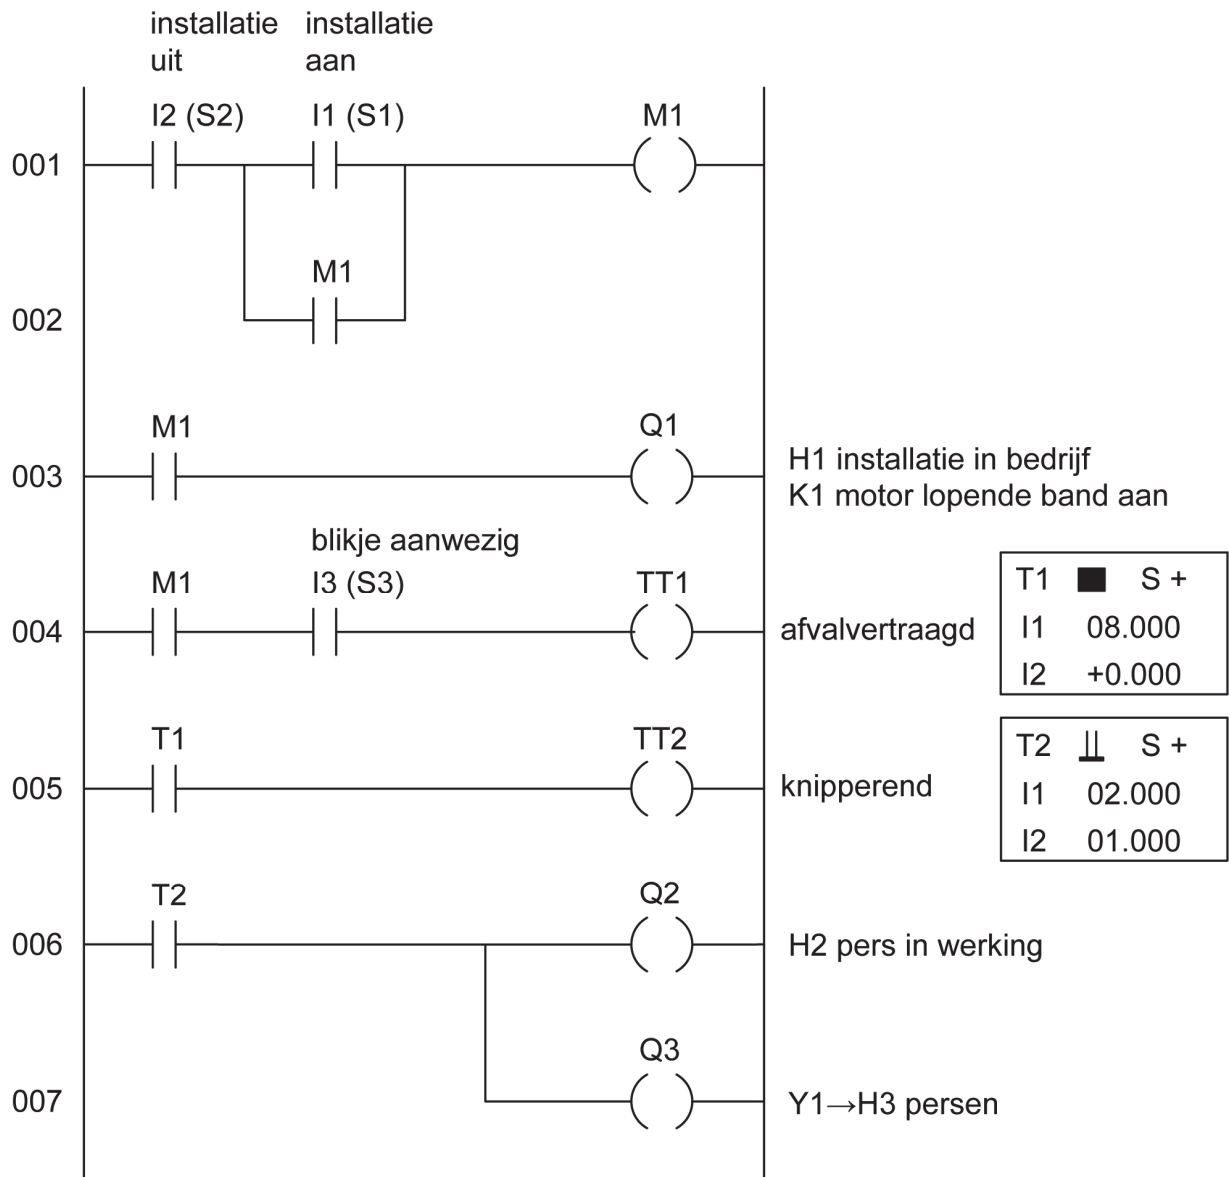 installatie uit
installatie aan
I2 (S2) I1 (S1) M1
001
M1
002
M1 Q1
003
H1 installatie in bedrijf
K1 motor lopende band aan
blikje aanwezig
M1 I3 (S3) TT1
004
afvalvertraagd
T1 S +
I1 08.000
I2 +0.000
T1 TT2
005
knipperend
T2 S +
I1 02.000
I2 01.000
T2 Q2
006
H2 pers in werking
Q3
007
Y1→H3 persen